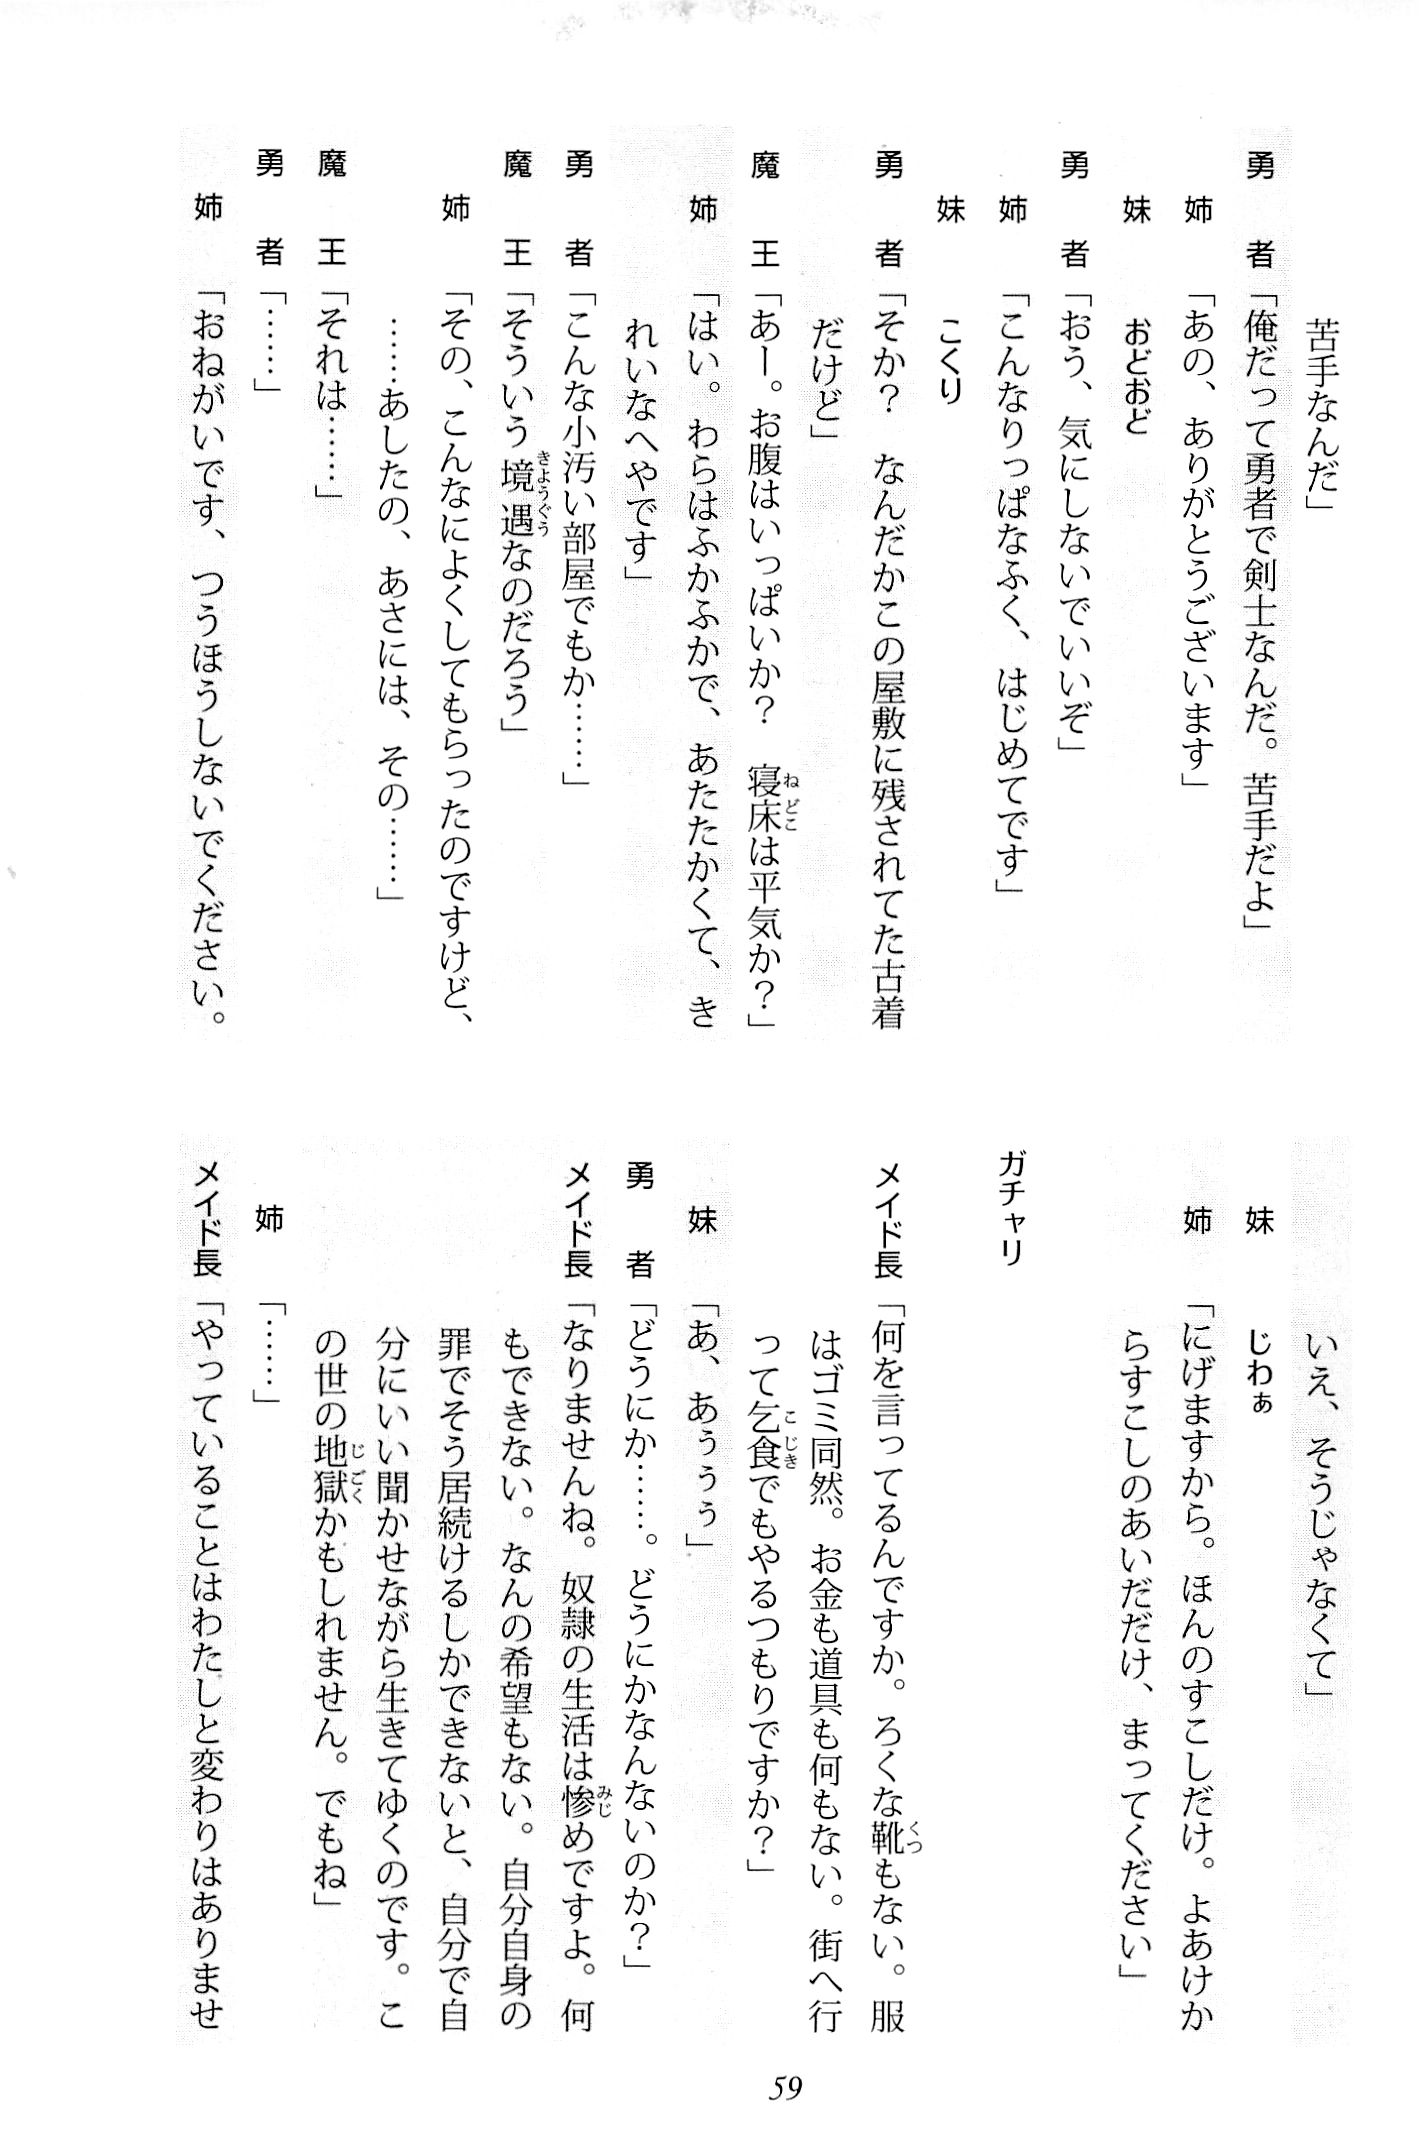 苦手なんだ」
勇者「俺だって勇者で剣士なんだ。苦手だよ」
姉「あの、ありがとうございます」
妹 おどおど
勇者「おう、気にしないでいいぞ」
姉「こんなりっぱなふく、はじめてです」
妹 こくり
勇者「そか？　なんだかこの屋敷に残されてた古着
だけど」
魔王「あー。お腹はいっぱいか？　寝床は平気か？」
姉「はい。わらはふかふかで、あたたかくて、き
れいなへやです」
勇者「こんな小汚い部屋でもか……」
魔王「そういう境遇なのだろう」
姉「その、こんなによくしてもらったのですけど、
……あしたの、あさには、その……」
魔王「それは……」
勇者「……」
姉「おねがいです、つうほうしないでください。
いえ、そうじゃなくて」
妹 じわぁ
姉「にげますから。ほんのすこしだけ。よあけか
らすこしのあいだだけ、まってください」
ガチャリ
メイド長「何を言ってるんですか。ろくな靴もない。服
はゴミ同然。お金も道具も何もない。街へ行
って乞食でもやるつもりですか？」
妹「あ、あぅぅぅ」
勇者「どうにか……。どうにかなんないのか？」
メイド長「なりませんね。奴隷の生活は惨めですよ。何
もできない。なんの希望もない。自分自身の
罪でそう居続けるしかできないと、自分で自
分にいい聞かせながら生きてゆくのです。こ
の世の地獄かもしれません。でもね」
姉「……」
メイド長「やっていることはわたしと変わりはありませ
59